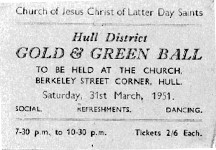 Church of Jesus Christ of Latter Day Saints
Hull District
GOLD & GREEN BALL
TO BE HELD AT THE CHURCH,
BERKELEY STREET CORNER, HULL.
Saturday, 31st March, 1951.
SOCIAL. REFRESHMENTS. DANCING.
7-30 p.m. to 10-30 p.m. Tickets 2/6 Each.